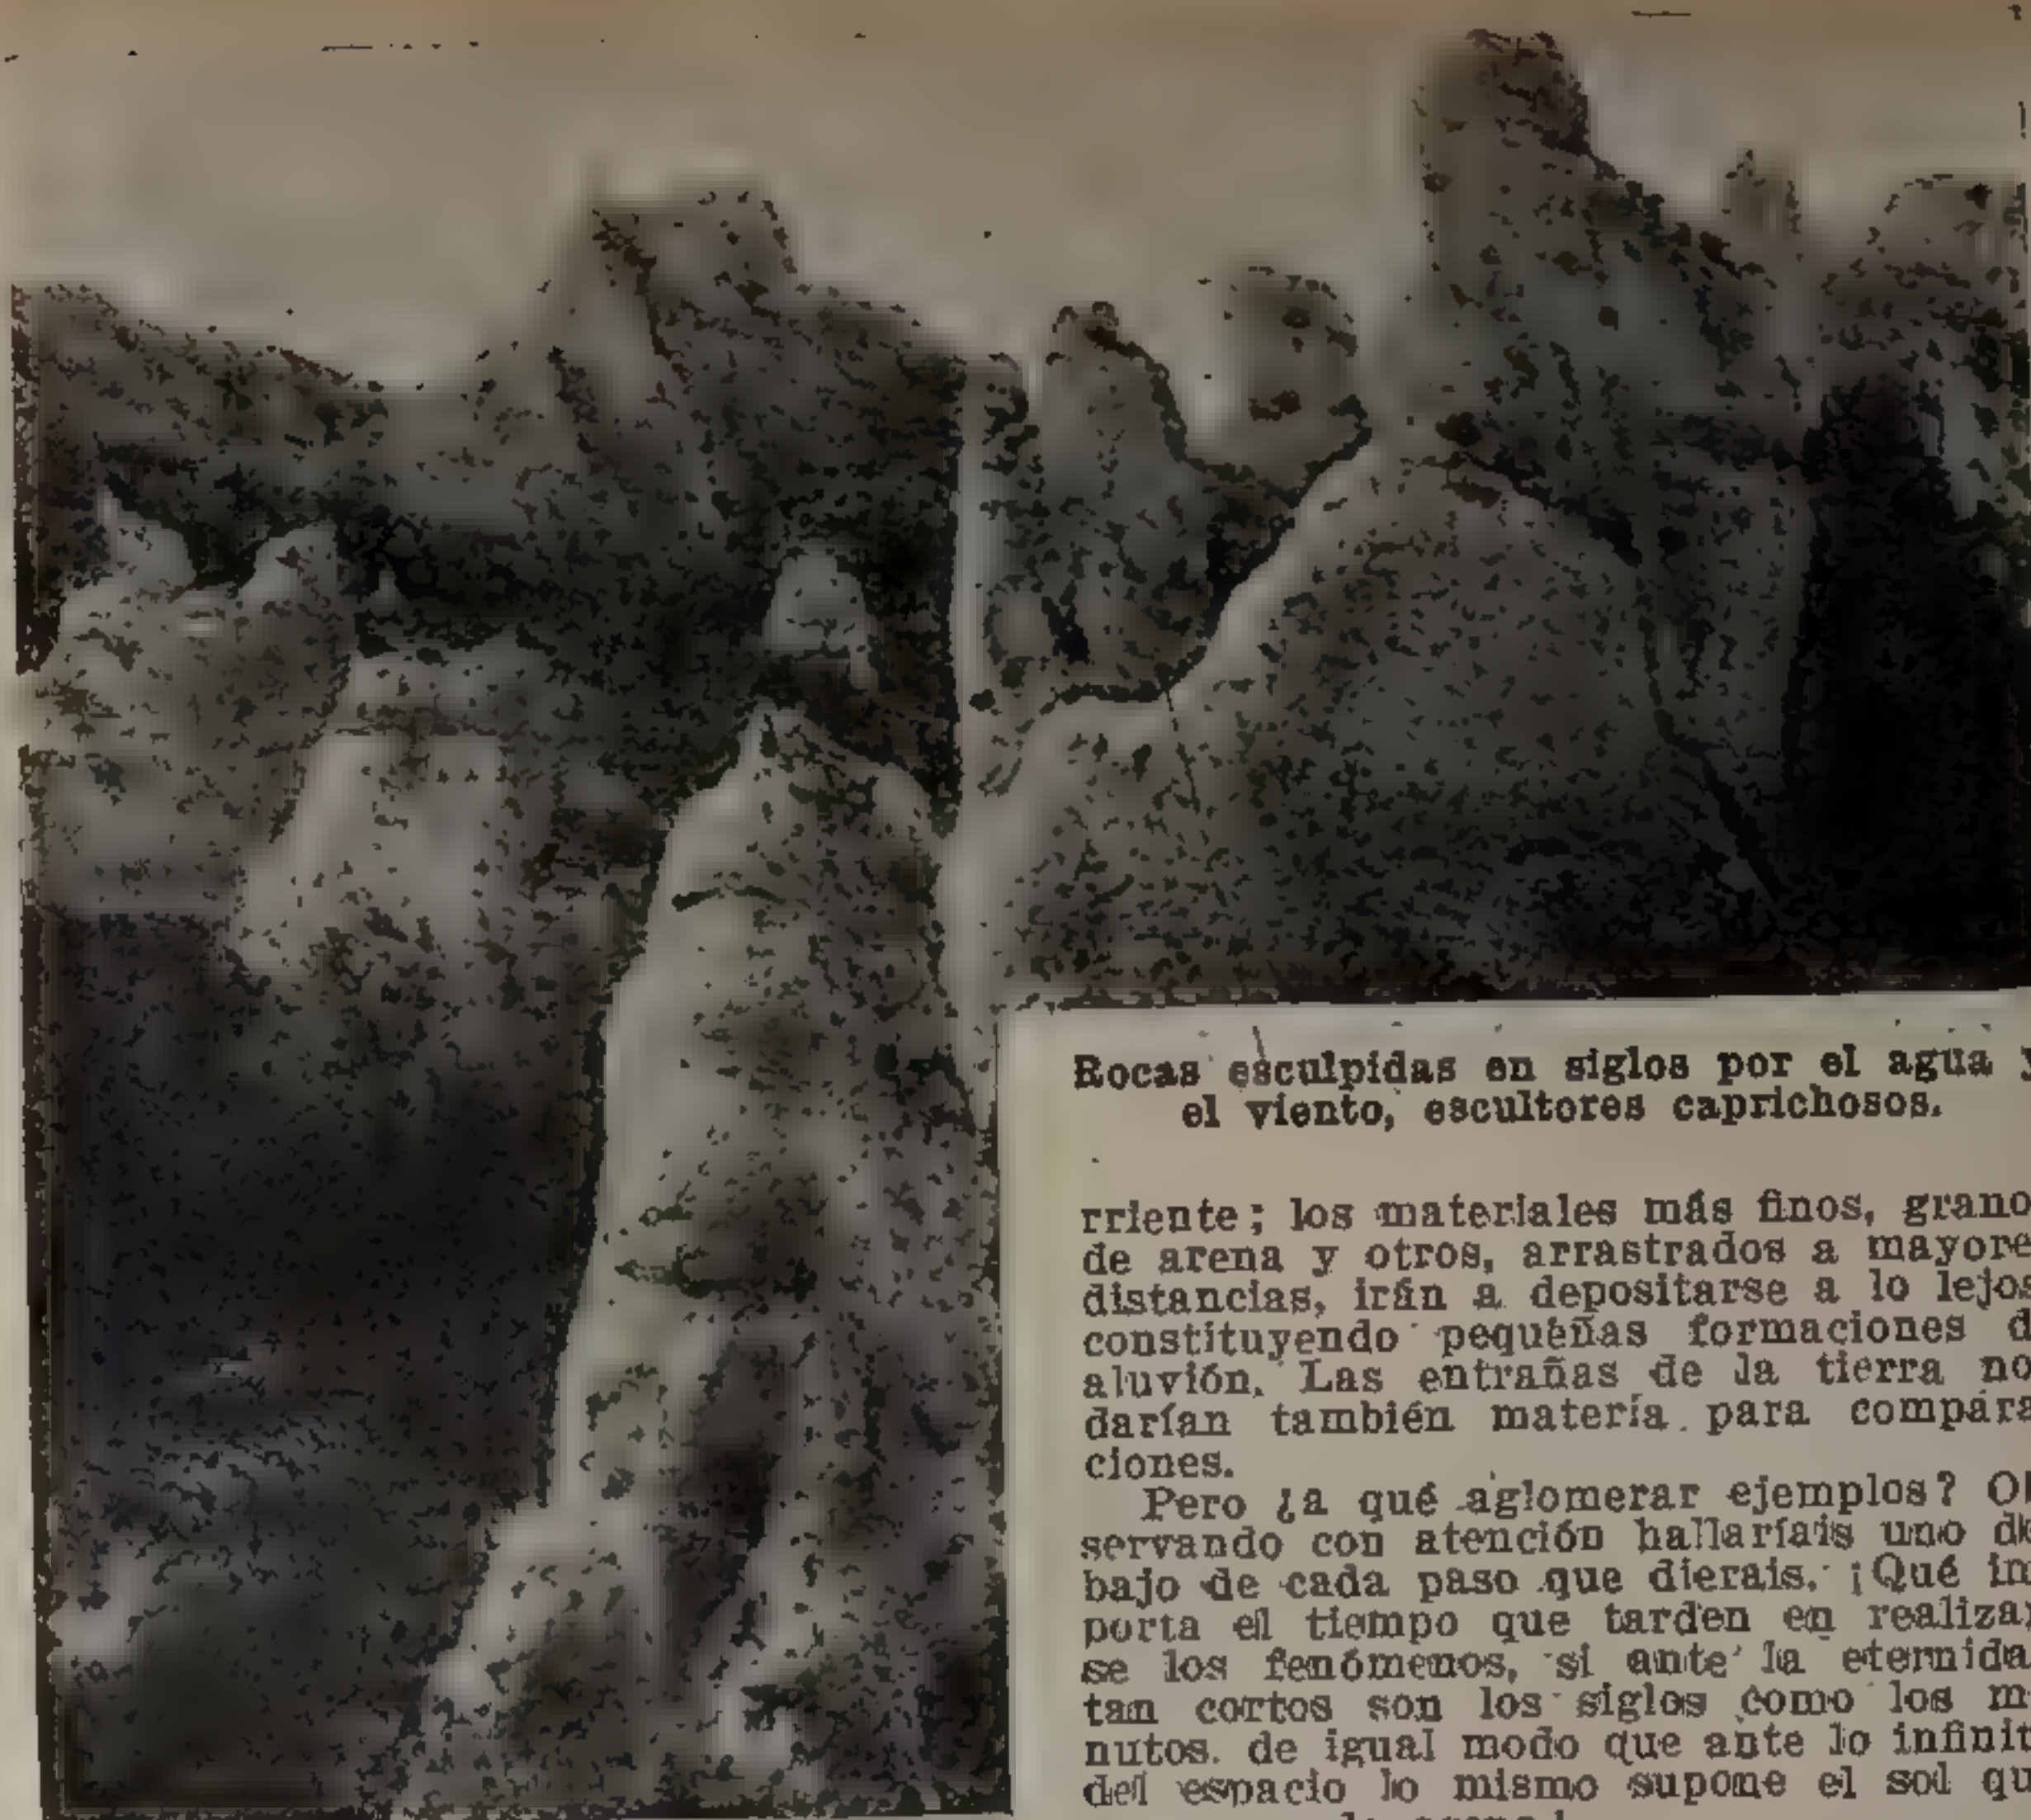 Rocas esculpidas en siglos por el agua y
el viento, escultores caprichosos.
rriente; los materiales más finos, grano
de arena y otros, arrastrados a mayore
distancias, irán a depositarse a lo lejos
constituyendo pequeñas formaciones d
aluvión. Las entrañas de la tierra no
darían también materia para compara
ciones.
Pero ¿a qué aglomerar ejemplos?
servando con atención hallaríais uno de
bajo de cada paso que dierais. ¡Qué im
porta el tiempo que tarden en realizar
se los fenómenos, si ante la eternida
tan cortos son los siglos como los m
nutos. de igual modo que ante lo infinit
del espacio lo mismo supone el sol qu